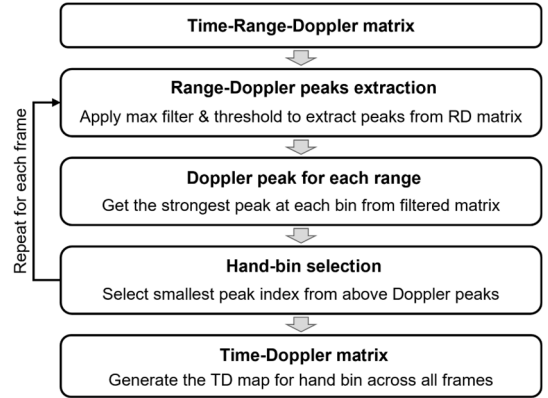 Time-Range-Doppler matrix
Range-Doppler peaks extraction
Apply max filter & threshold to extract peaks from RD matrix
Doppler peak for each range
Get the strongest peak at each bin from filtered matrix
Hand-bin selection
Select smallest peak index from above Doppler peaks
Repeat for each frame
Time-Doppler matrix
Generate the TD map for hand bin across all frames